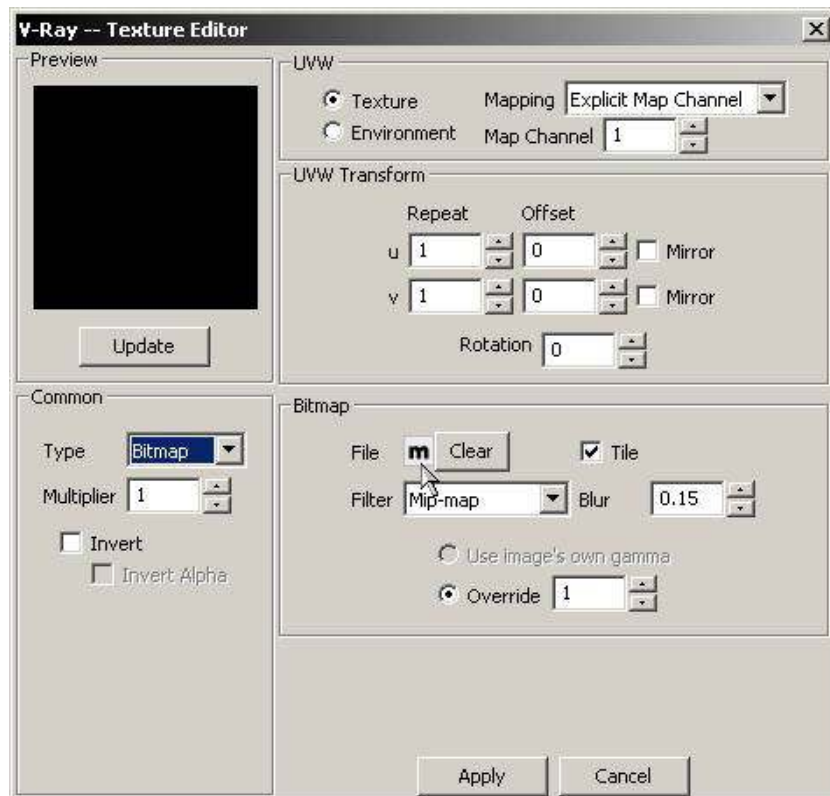 V-Ray -- Texture Editor
Preview
Update
UVW
Texture
Mapping Explicit Map Channel
Environment
Map Channel 1
UVW Transform
Repeat Offset
u 1 0 Mirror
v 1 0 Mirror
Rotation 0
Common
Type Bitmap
Multiplier 1
Invert
Invert Alpha
Bitmap
File m Clear Tile
Filter Mip-map Blur 0.15
Use image's own gamma
Override 1
Apply Cancel